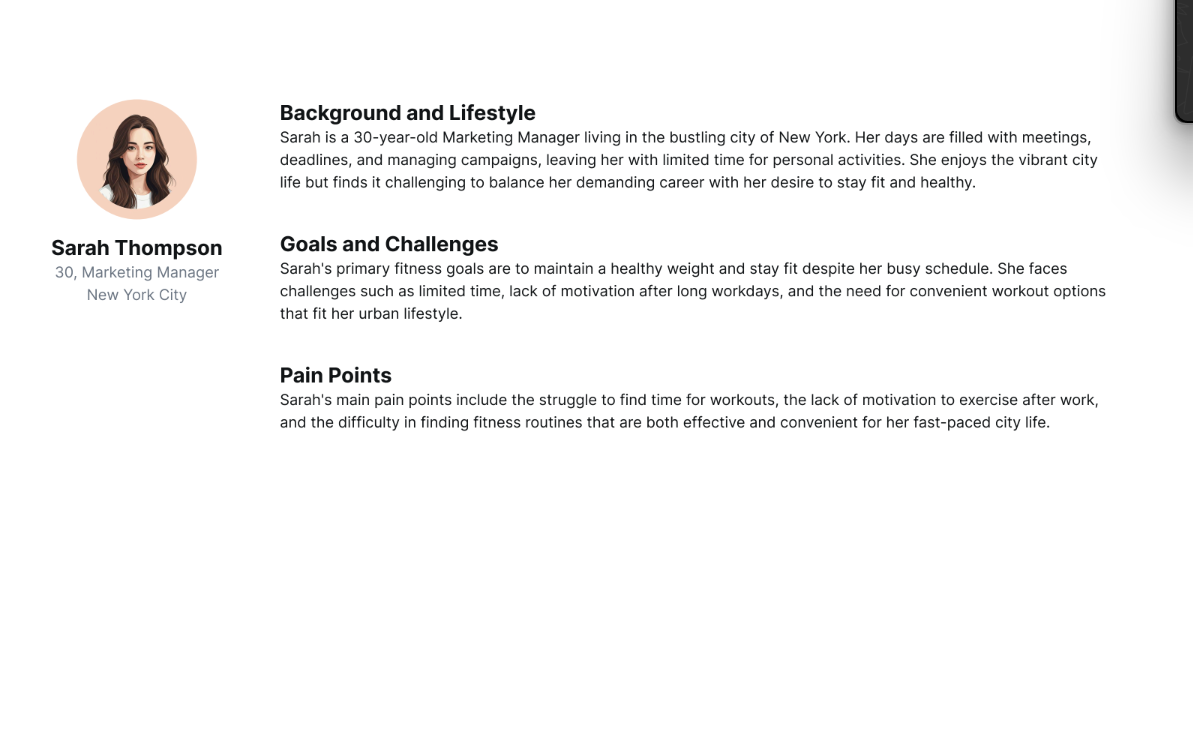 Sarah Thompson
30, Marketing Manager
New York City
Background and Lifestyle
Sarah is a 30-year-old Marketing Manager living in the bustling city of New York. Her days are filled with meetings,
deadlines, and managing campaigns, leaving her with limited time for personal activities. She enjoys the vibrant city
life but finds it challenging to balance her demanding career with her desire to stay fit and healthy.
Goals and Challenges
Sarah's primary fitness goals are to maintain a healthy weight and stay fit despite her busy schedule. She faces
challenges such as limited time, lack of motivation after long workdays, and the need for convenient workout options
that fit her urban lifestyle.
Pain Points
Sarah's main pain points include the struggle to find time for workouts, the lack of motivation to exercise after work,
and the difficulty in finding fitness routines that are both effective and convenient for her fast-paced city life.